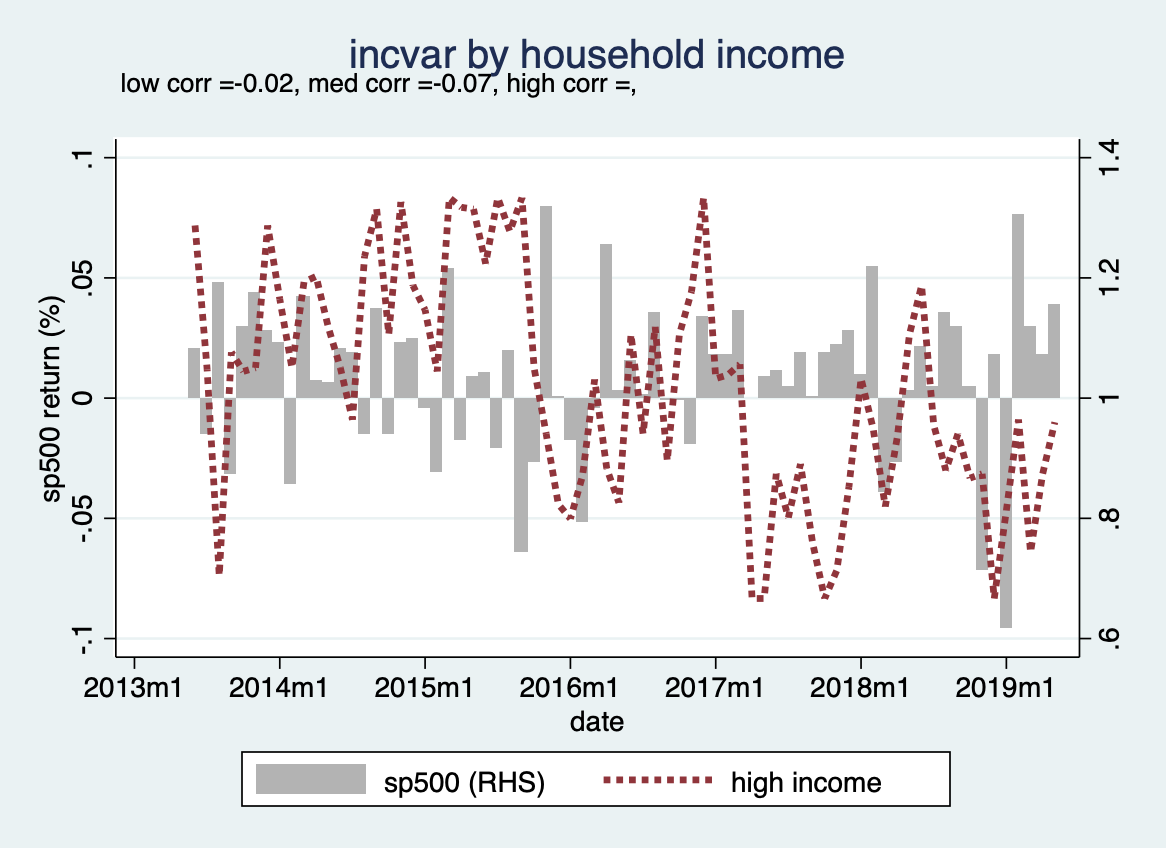 incvar by household income
low corr =-0.02, med corr =-0.07, high corr =,
.1
.05
0
-.05
-.1
sp500 return (%)
1.4
1.2
1
.8
.6
2013m1 2014m1 2015m1 2016m1 2017m1 2018m1 2019m1
date
sp500 (RHS) high income